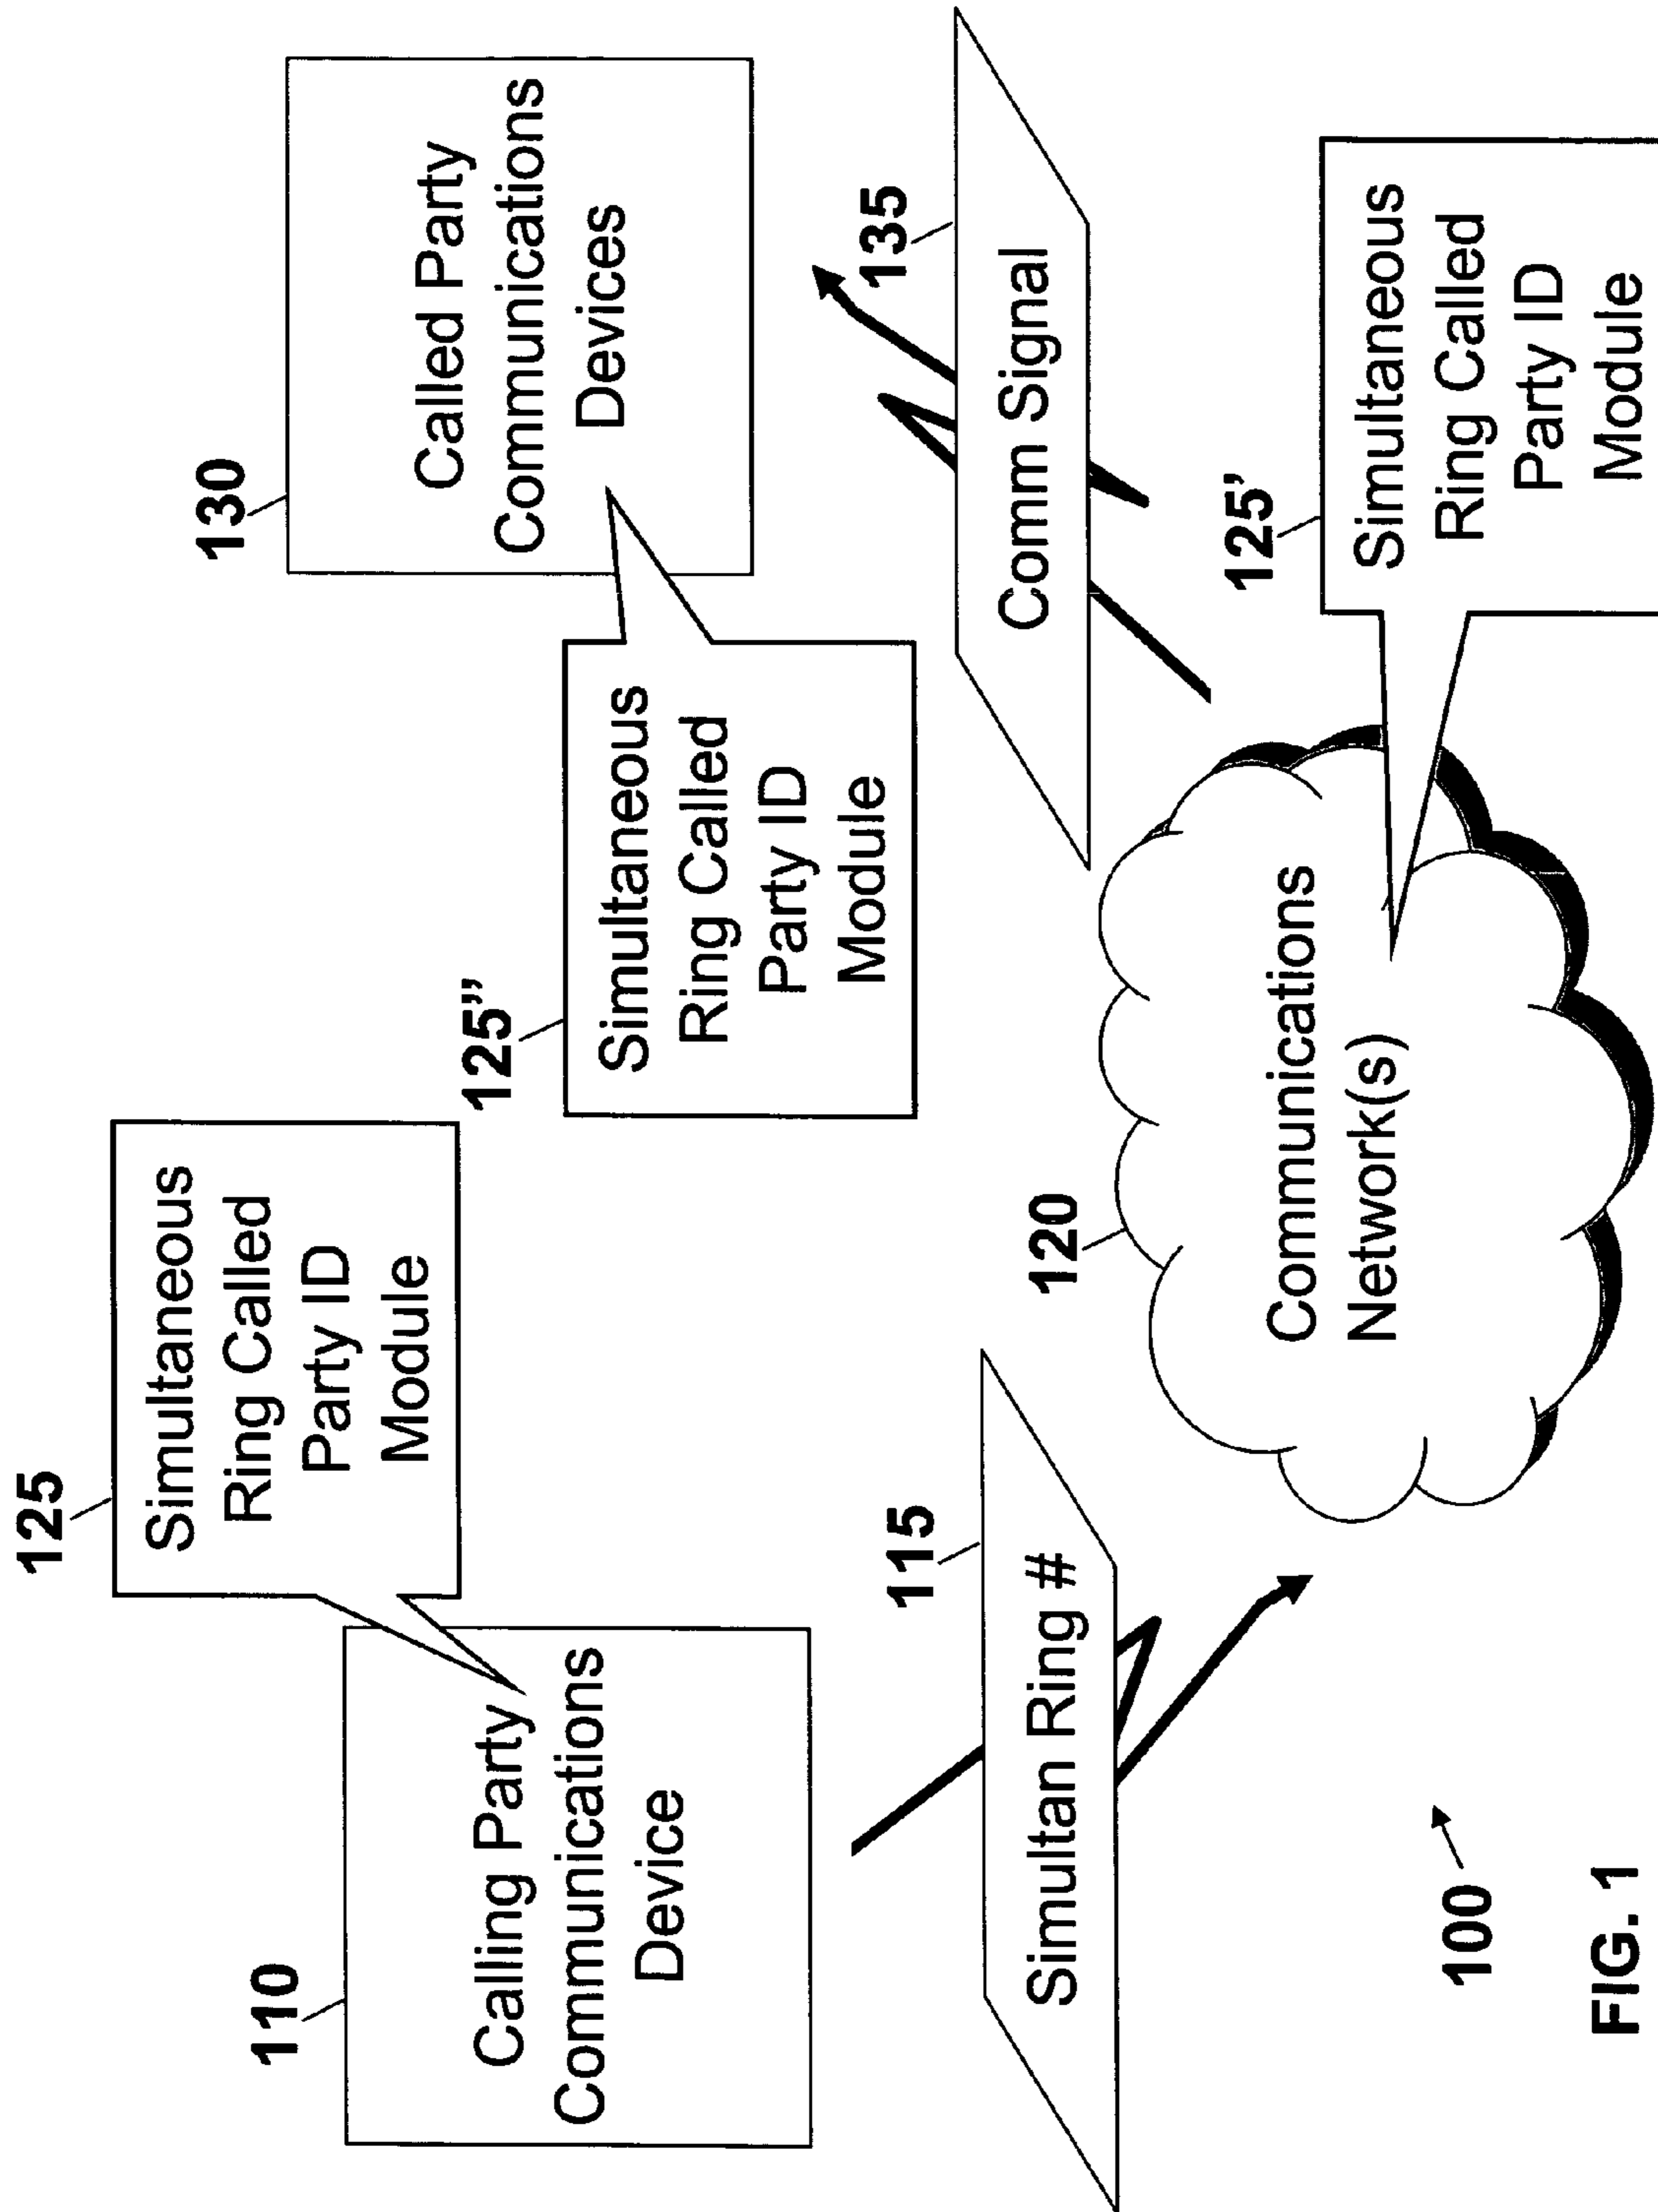 125
Simultaneous
Ring Called
Party ID
Module
110
Calling Party
Communications
Device
130
Called Party
Communications
Devices
125"
Simultaneous
Ring Called
Party ID
Module
115
Simultan Ring #
135
Comm Signal
120
Communications
Network(s)
125'
Simultaneous
Ring Called
Party ID
Module
100
FIG. 1